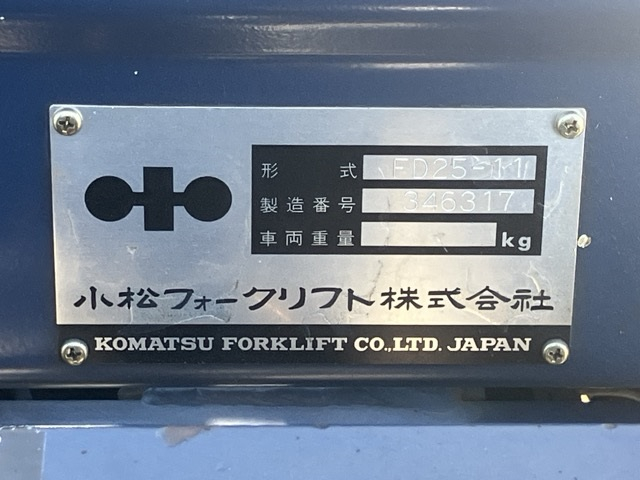 形 式 FD25-11
製造番号 346317
車両重量 kg
小松フォークリフト株式会社
KOMATSU FORKLIFT CO.,LTD. JAPAN